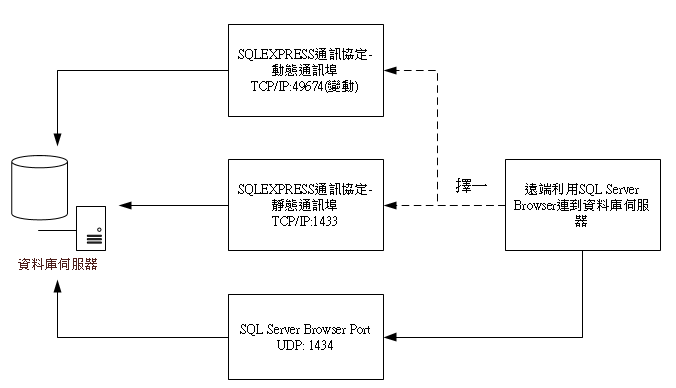 SQLEXPRESS通訊協定-
動態通訊埠
TCP/IP:49674(變動)
SQLEXPRESS通訊協定-
靜態通訊埠
TCP/IP:1433
擇一
遠端利用SQL Server
Browser連到資料庫伺服
器
資料庫伺服器
SQL Server Browser Port
UDP: 1434